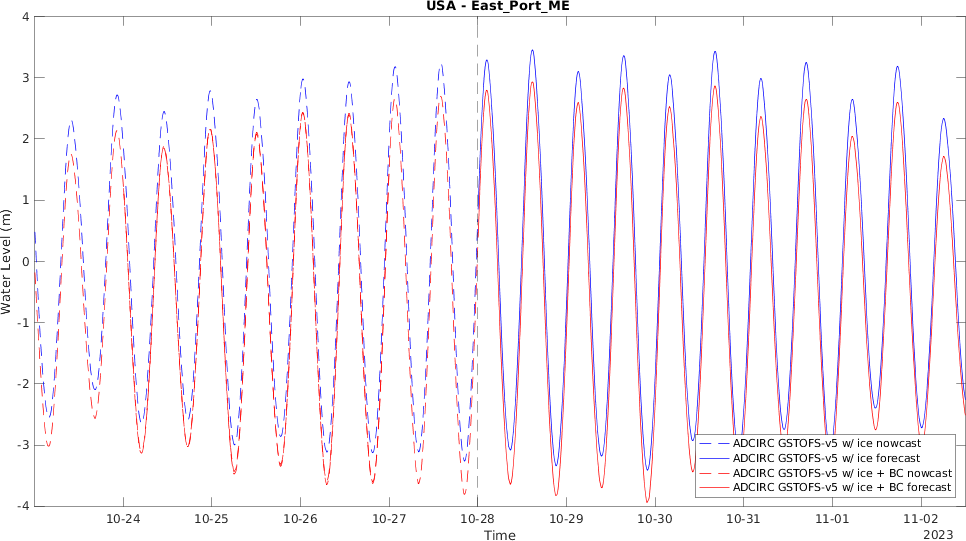 USA - East_Port_ME
4
3
2
1
0
-1
-2
-3
-4
Water Level (m)
10-24 10-25 10-26 10-27 10-28 10-29 10-30 10-31 11-01 11-02
Time
2023
ADCIRC GSTOFS-v5 w/ ice nowcast
ADCIRC GSTOFS-v5 w/ ice forecast
ADCIRC GSTOFS-v5 w/ ice + BC nowcast
ADCIRC GSTOFS-v5 w/ ice + BC forecast